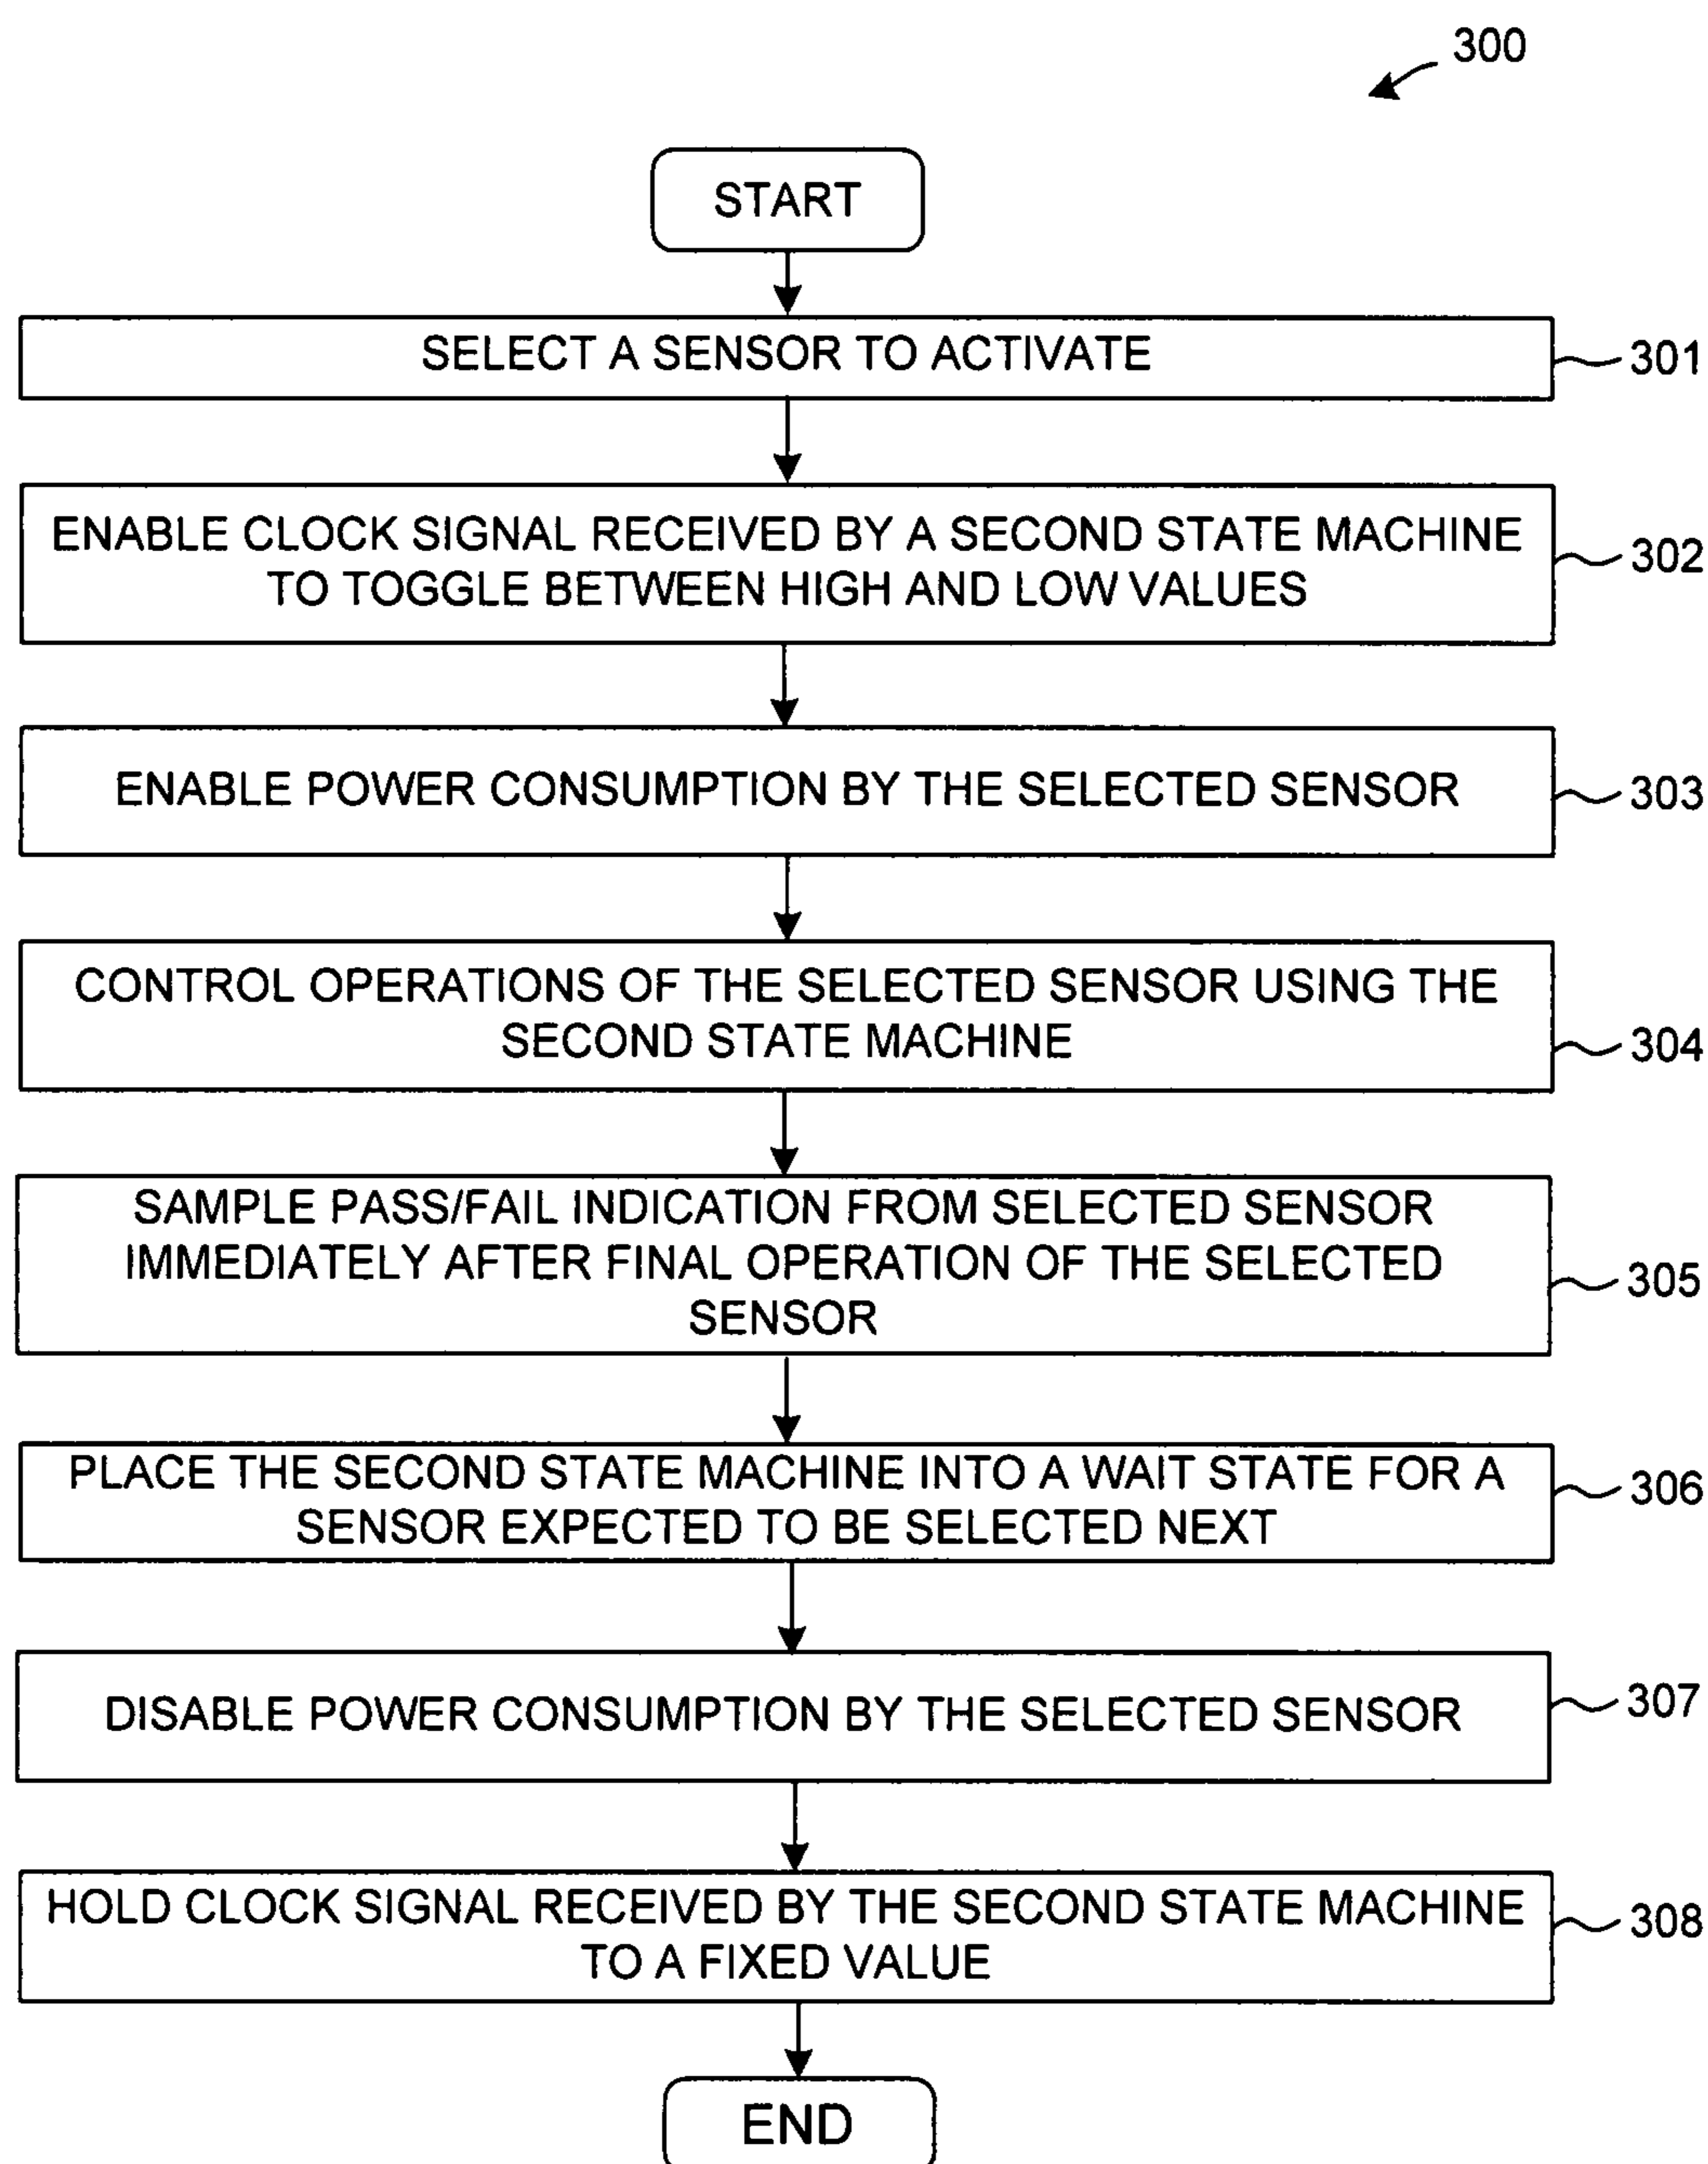 300
START
SELECT A SENSOR TO ACTIVATE
301
ENABLE CLOCK SIGNAL RECEIVED BY A SECOND STATE MACHINE
TO TOGGLE BETWEEN HIGH AND LOW VALUES
302
ENABLE POWER CONSUMPTION BY THE SELECTED SENSOR
303
CONTROL OPERATIONS OF THE SELECTED SENSOR USING THE
SECOND STATE MACHINE
304
SAMPLE PASS/FAIL INDICATION FROM SELECTED SENSOR
IMMEDIATELY AFTER FINAL OPERATION OF THE SELECTED
SENSOR
305
PLACE THE SECOND STATE MACHINE INTO A WAIT STATE FOR A
SENSOR EXPECTED TO BE SELECTED NEXT
306
DISABLE POWER CONSUMPTION BY THE SELECTED SENSOR
307
HOLD CLOCK SIGNAL RECEIVED BY THE SECOND STATE MACHINE
TO A FIXED VALUE
308
END